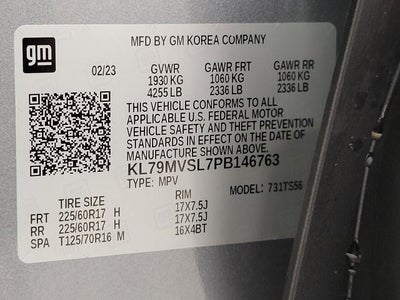 gm
MFD BY GM KOREA COMPANY
02/23 GVWR GAWR FRT GAWR RR
1930 KG 1060 KG 1060 KG
4255 LB 2336 LB 2336 LB
THIS VEHICLE CONFORMS TO ALL
APPLICABLE U.S. FEDERAL MOTOR
VEHICLE SAFETY AND THEFT PREVENTION
STANDARDS IN EFFECT ON THE DATE OF
MANUFACTURE SHOWN ABOVE.
KL79MVSL7PB146763
TYPE: MPV MODEL: 731TS56
TIRE SIZE RIM
FRT 225/60R17 H 17X7.5J
RR 225/60R17 H 17X7.5J
SPA T125/70R16 M 16X4BT